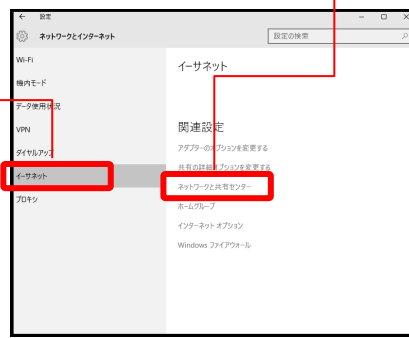 ← 設定
ネットワークとインターネット
設定の検索
Wi-Fi
機内モード
データ使用状況
VPN
ダイヤルアップ
イーサネット
プロキシ
イーサネット
関連設定
アダプターのオプションを変更する
共有の詳細オプションを変更する
ネットワークと共有センター
ホームグループ
インターネット オプション
Windows ファイアウォール